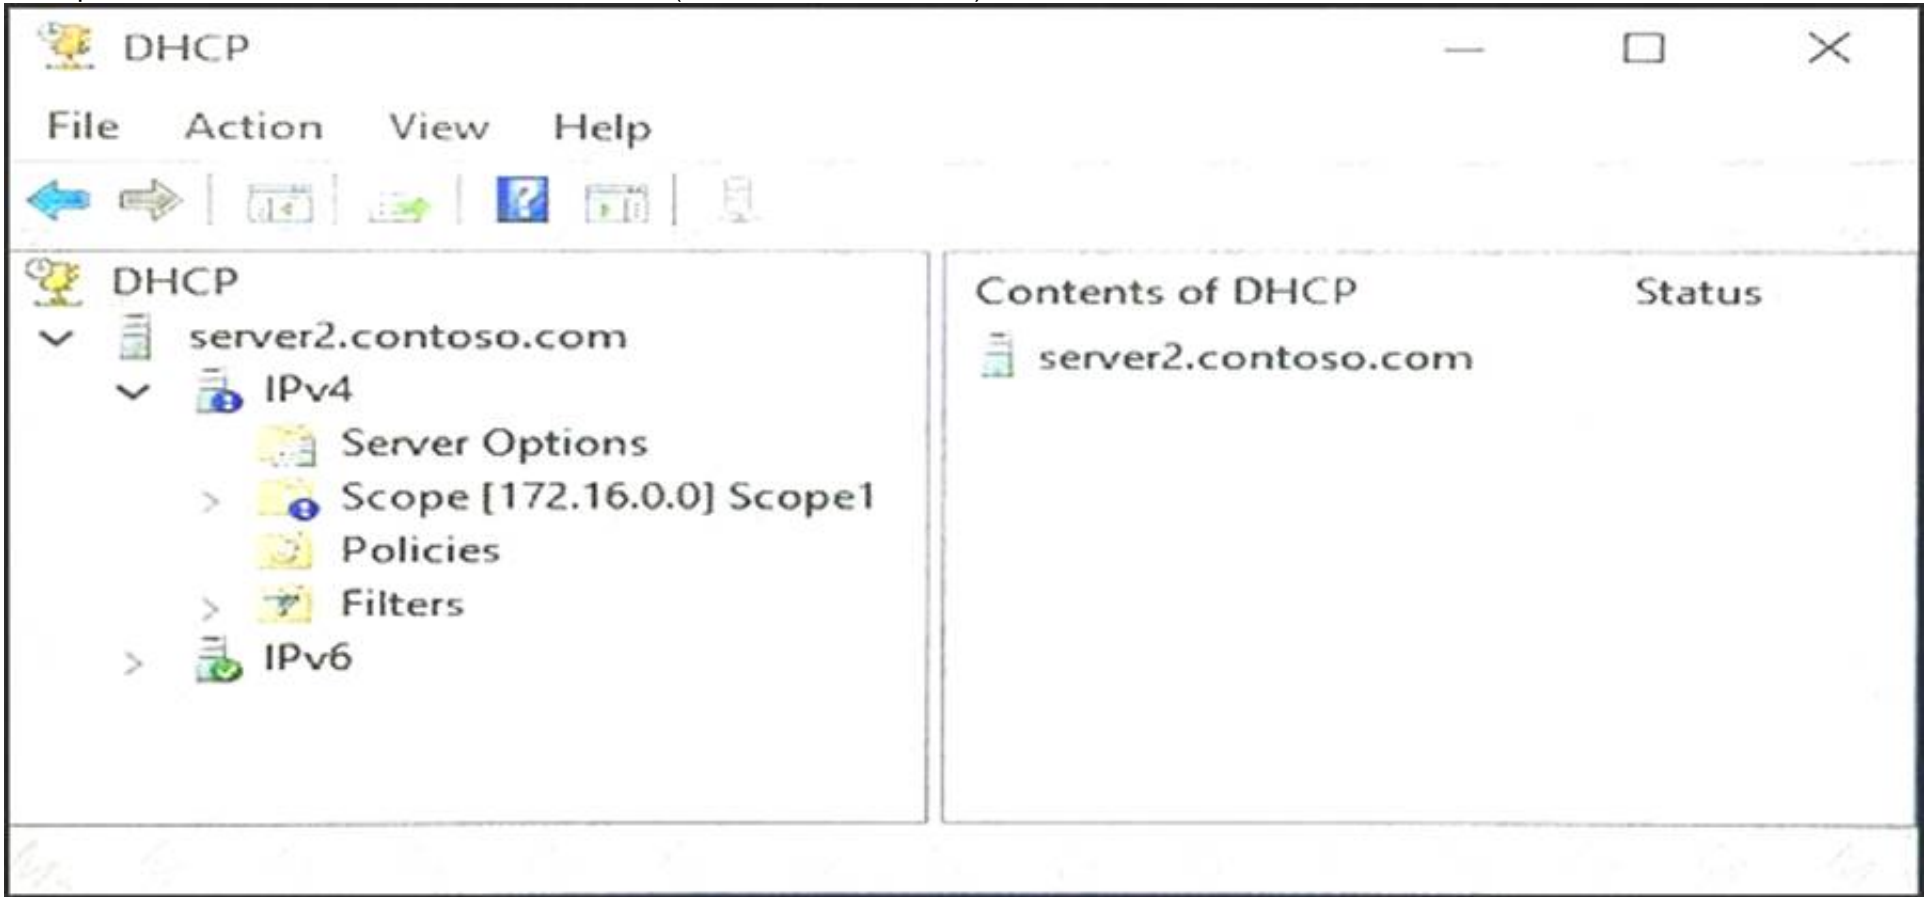 DHCP
File Action View Help
DHCP
server2.contoso.com
IPv4
Server Options
Scope [172.16.0.0] Scope1
Policies
Filters
IPv6
Contents of DHCP Status
server2.contoso.com